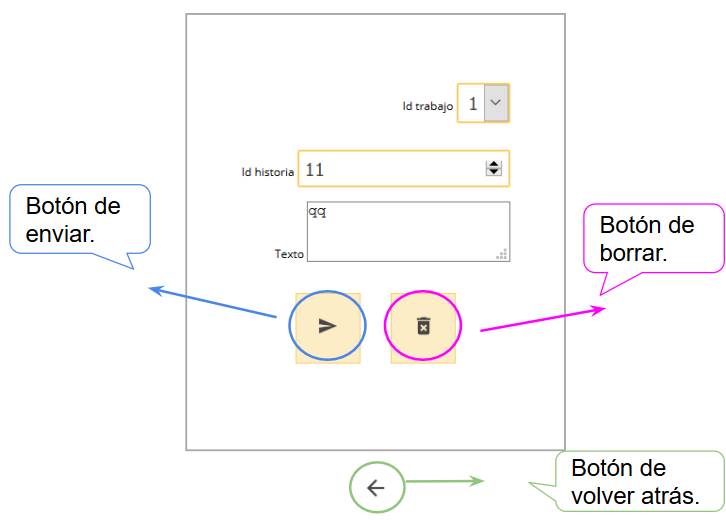 Id trabajo 1
Id historia 11
Botón de
enviar.
qq
Texto
Botón de
borrar.
Botón de
volver atrás.